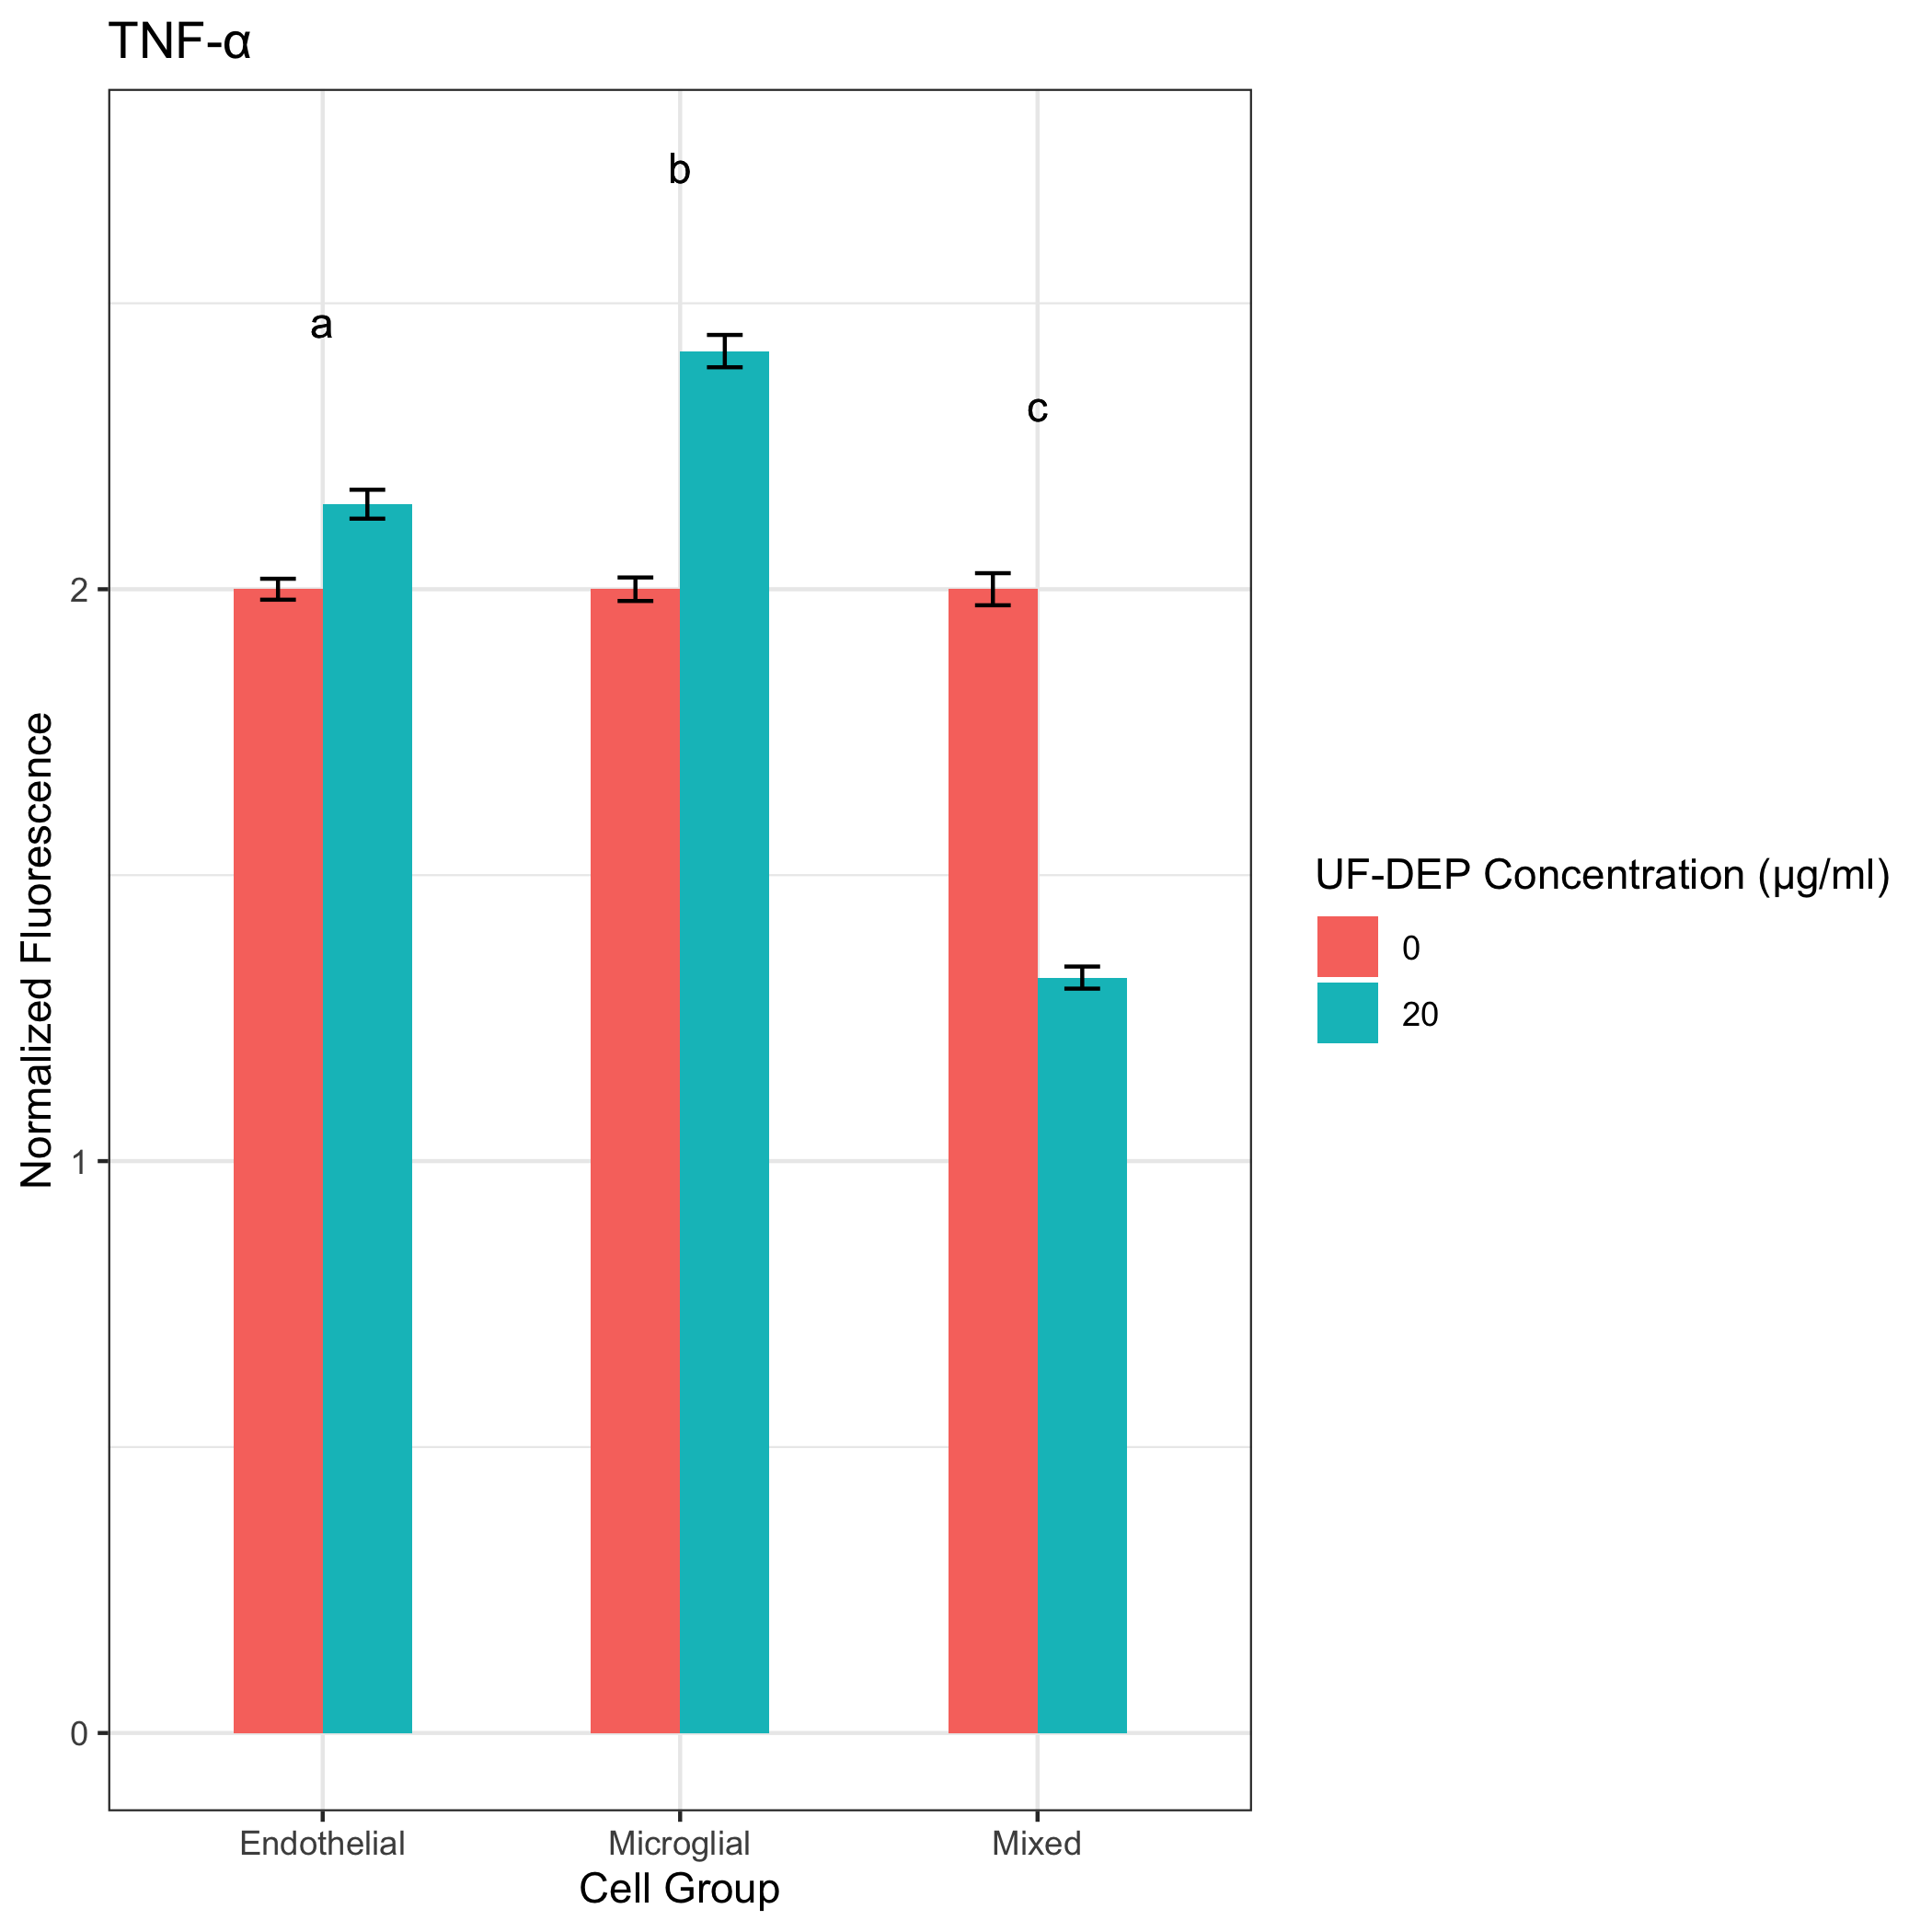 TNF-α
b
a
c
2
1
0
Normalized Fluorescence
Endothelial Microglial Mixed
Cell Group
UF-DEP Concentration (µg/ml)
0
20